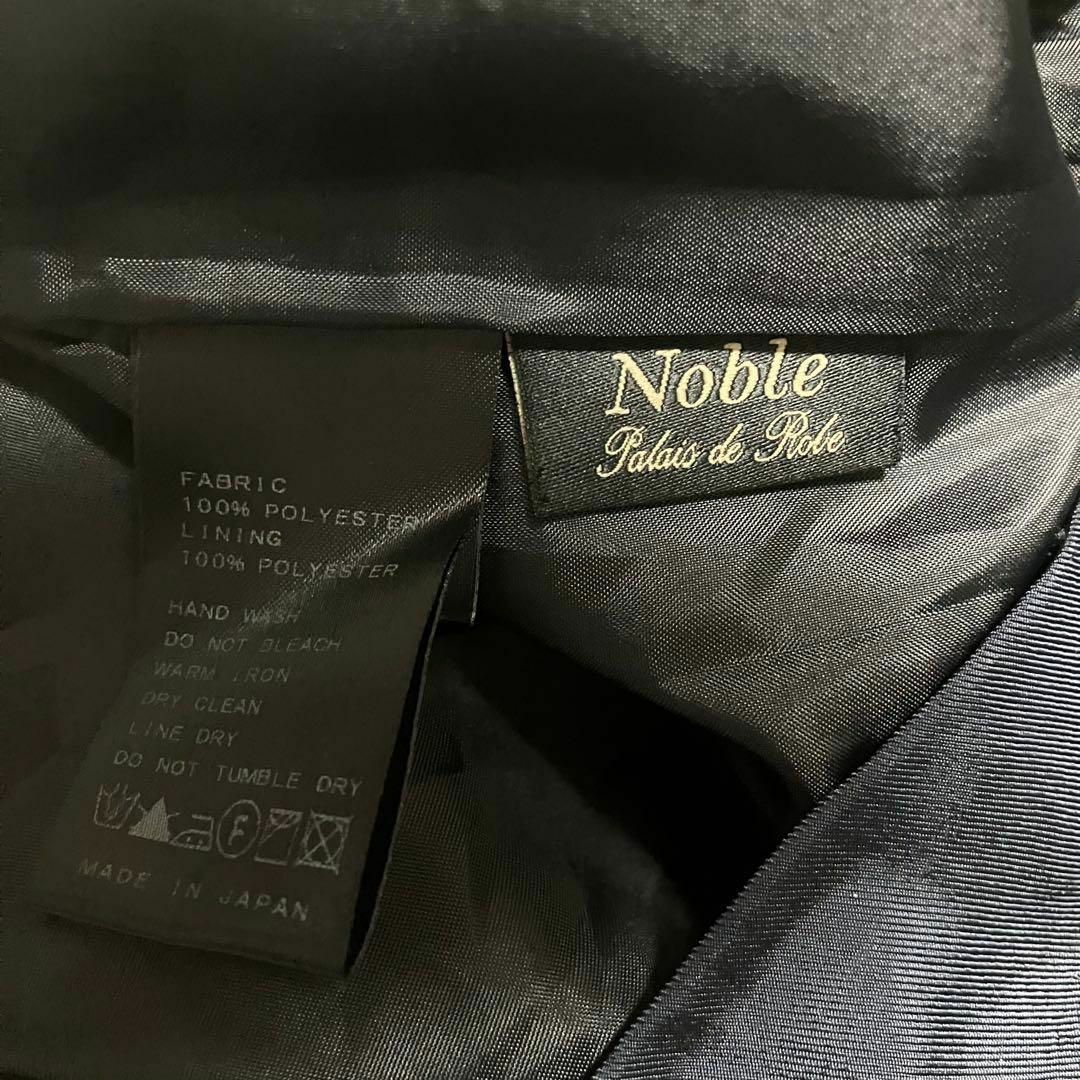 Noble
Palais de Robe
FABRIC
100% POLYESTER
LINING
100% POLYESTER
HAND WASH
DO NOT BLEACH
WARM IRON
DRY CLEAN
LINE DRY
DO NOT TUMBLE DRY
F
MADE IN JAPAN